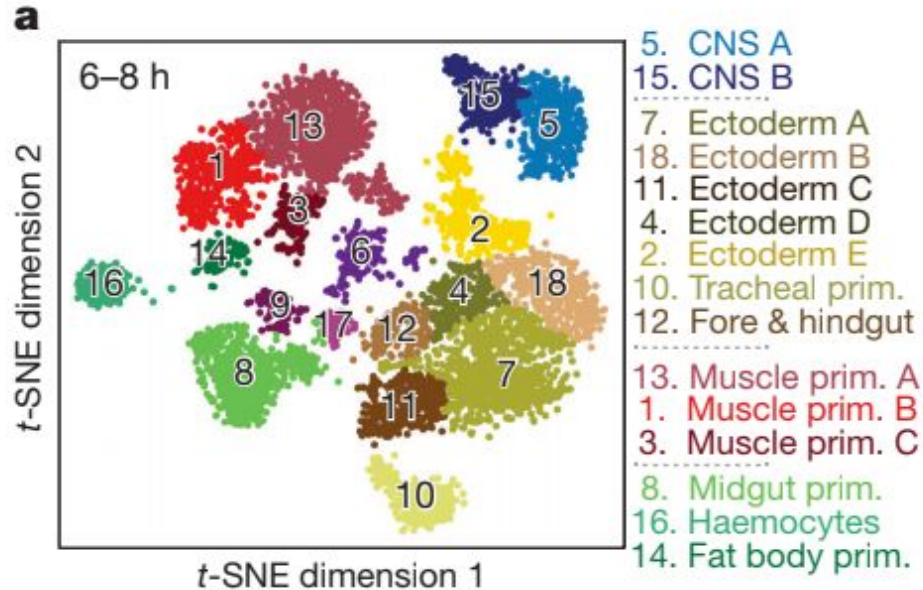 a
6–8 h
15
5
13
1
3
2
6
14
16
18
4
9
17
12
8
7
11
10
t-SNE dimension 2
t-SNE dimension 1
5. CNS A
15. CNS B
7. Ectoderm A
18. Ectoderm B
11. Ectoderm C
4. Ectoderm D
2. Ectoderm E
10. Tracheal prim.
12. Fore & hindgut
13. Muscle prim. A
1. Muscle prim. B
3. Muscle prim. C
8. Midgut prim.
16. Haemocytes
14. Fat body prim.